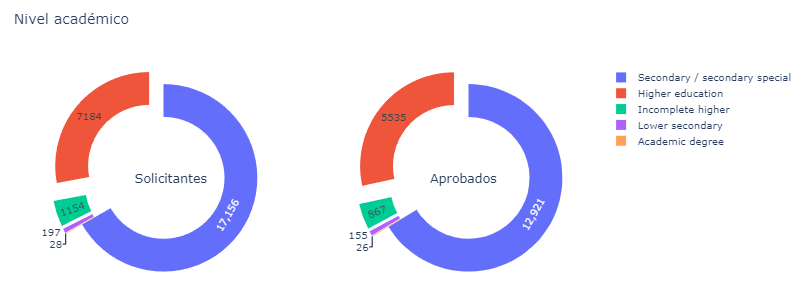 Nivel académico
7184
1154
197
28
17,156
Solicitantes
5535
867
155
26
12,921
Aprobados
Secondary / secondary special
Higher education
Incomplete higher
Lower secondary
Academic degree